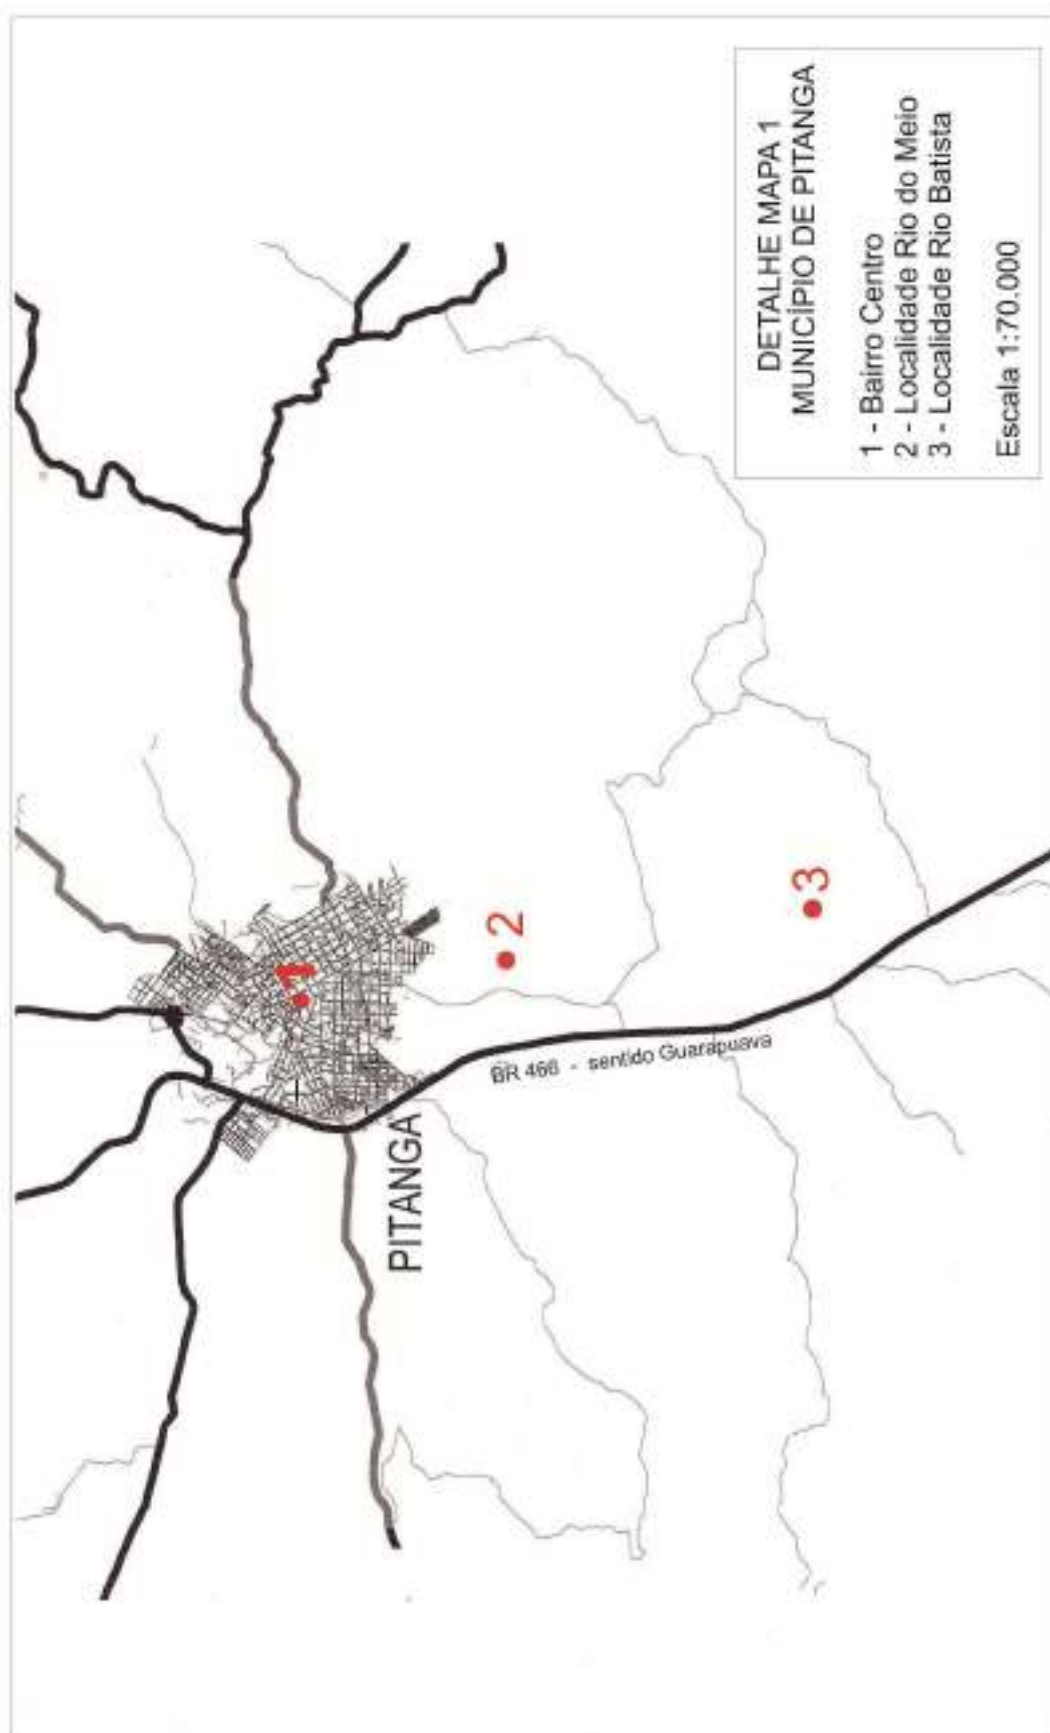 DETALHE MAPA 1
MUNICÍPIO DE PITANGA
1 - Bairro Centro
2 - Localidade Rio do Meio
3 - Localidade Rio Batista
Escala 1:70.000
1
2
3
BR 466 - sentido Guarapuava
PITANGA